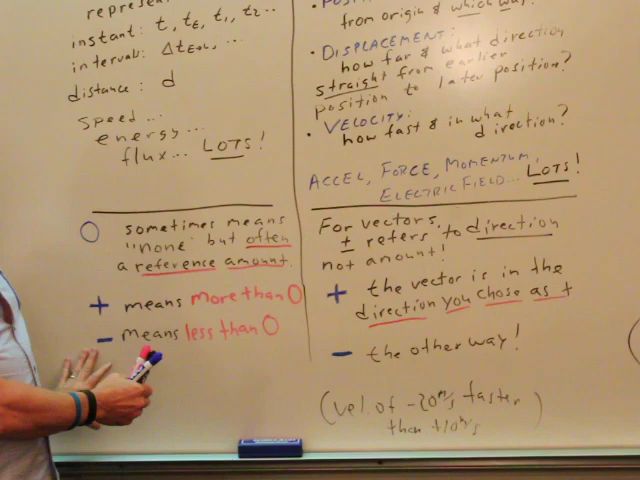 represent
instant: t, t_E, t₁, t₂ ..
interval: Δt_E→L, ...
distance: d
speed ...
energy...
flux... LOTS!
0 sometimes means
"none" but often
a reference amount.
+ means more than 0
- means less than 0
from origin & which way?
• DISPLACEMENT:
how far & what direction
straight from earlier
position to later position?
• VELOCITY:
how fast & in what
direction?
ACCEL, FORCE, MOMENTUM,
ELECTRIC FIELD... LOTS!
For vectors,
± refers to direction
not amount!
+ the vector is in the
direction you chose as +
- the other way!
(vel of -20 m/s faster
than +10 m/s)